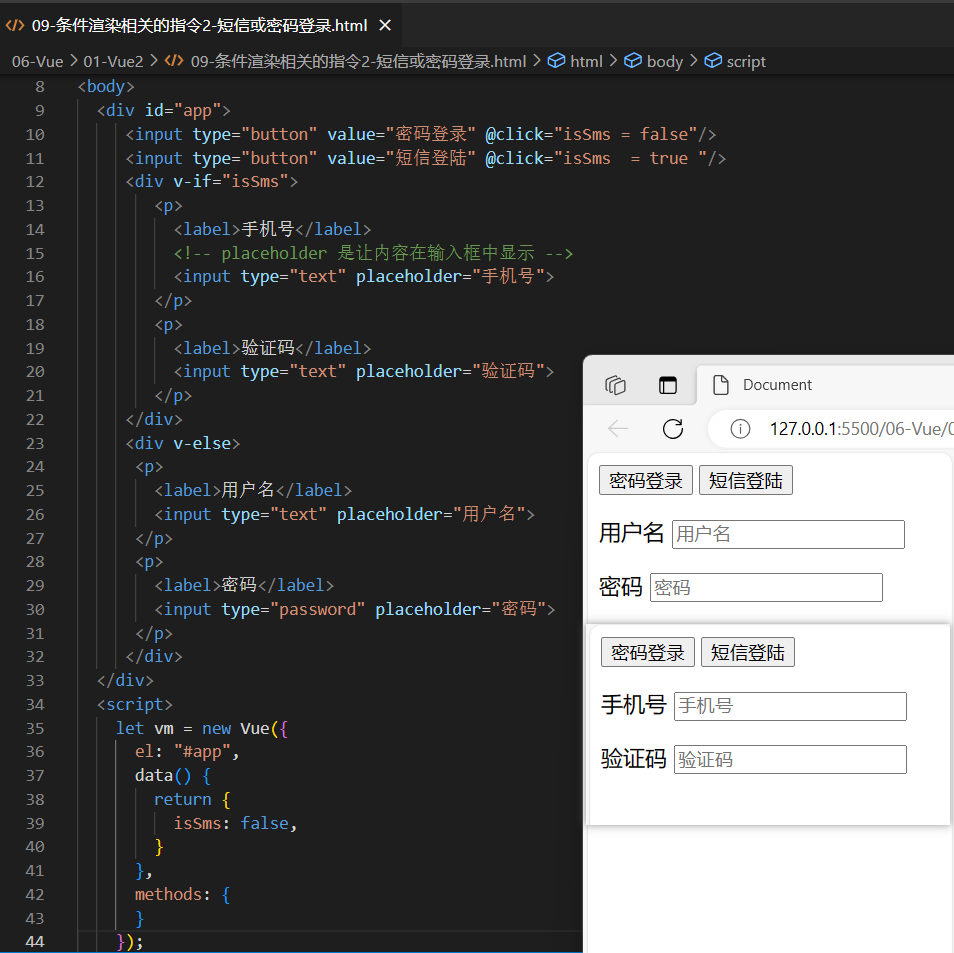 09-条件渲染相关的指令2-短信或密码登录.html
06-Vue > 01-Vue2 > 09-条件渲染相关的指令2-短信或密码登录.html > html > body > script
8 <body>
9 <div id="app">
10 <input type="button" value="密码登录" @click="isSms = false"/>
11 <input type="button" value="短信登陆" @click="isSms  = true "/>
12 <div v-if="isSms">
13 <p>
14 <label>手机号</label>
15 <!-- placeholder 是让内容在输入框中显示 -->
16 <input type="text" placeholder="手机号">
17 </p>
18 <p>
19 <label>验证码</label>
20 <input type="text" placeholder="验证码">
21 </p>
22 </div>
23 <div v-else>
24 <p>
25 <label>用户名</label>
26 <input type="text" placeholder="用户名">
27 </p>
28 <p>
29 <label>密码</label>
30 <input type="password" placeholder="密码">
31 </p>
32 </div>
33 </div>
34 <script>
35 let vm = new Vue({
36 el: "#app",
37 data() {
38 return {
39 isSms: false,
40 }
41 },
42 methods: {
43 }
44 });
Document
127.0.0.1:5500/06-Vue/0
密码登录 短信登陆
用户名 用户名
密码 密码
密码登录 短信登陆
手机号 手机号
验证码 验证码